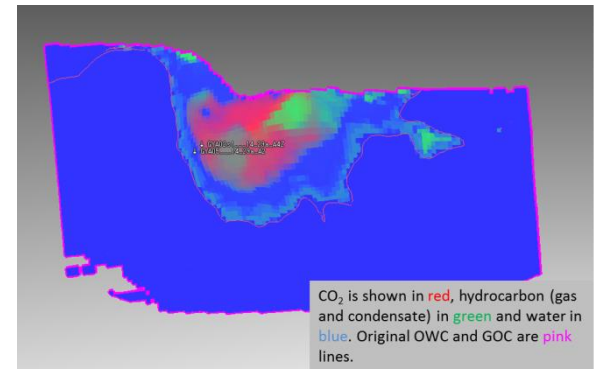 CO₂ is shown in red, hydrocarbon (gas
and condensate) in green and water in
blue. Original OWC and GOC are pink
lines.